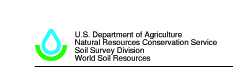 U.S. Department of Agriculture
Natural Resources Conservation Service
Soil Survey Division
World Soil Resources